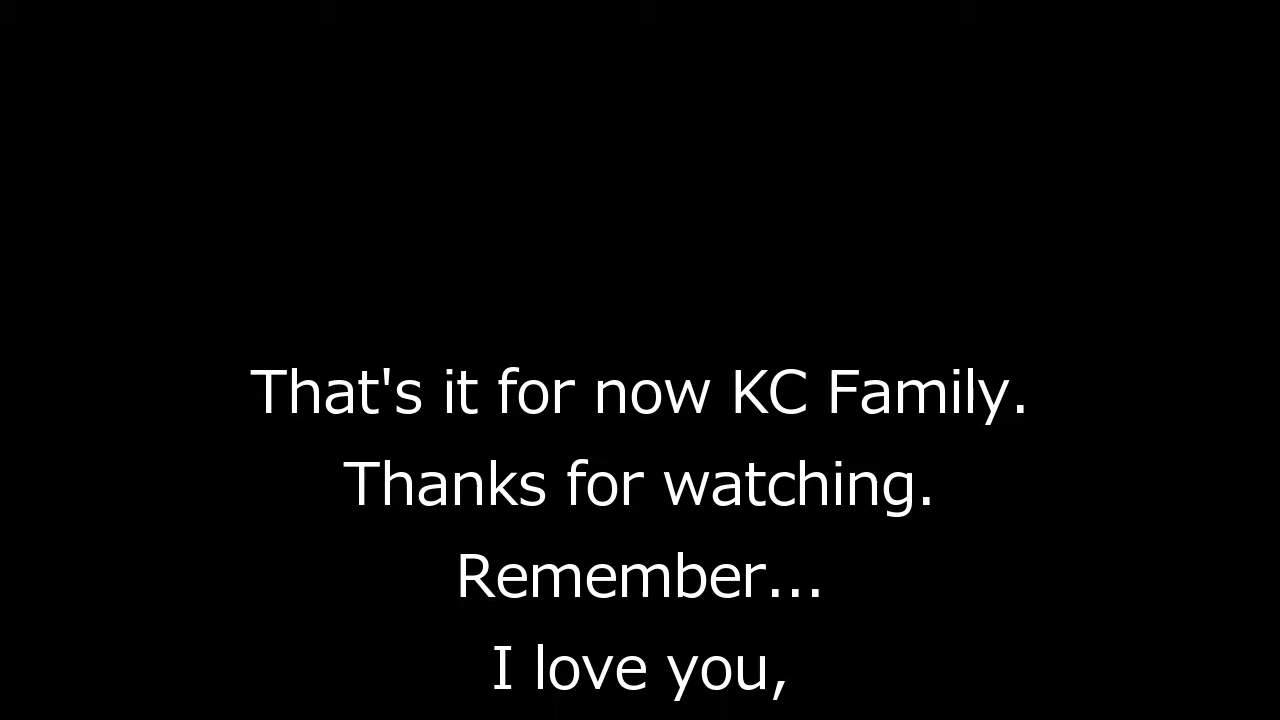 That's it for now KC Family.
Thanks for watching.
Remember...
I love you,